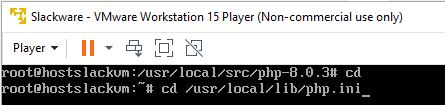 Slackware - VMware Workstation 15 Player (Non-commercial use only)
Player
root@hostslackvm:/usr/local/src/php-8.0.3# cd
root@hostslackvm:~# cd /usr/local/lib/php.ini